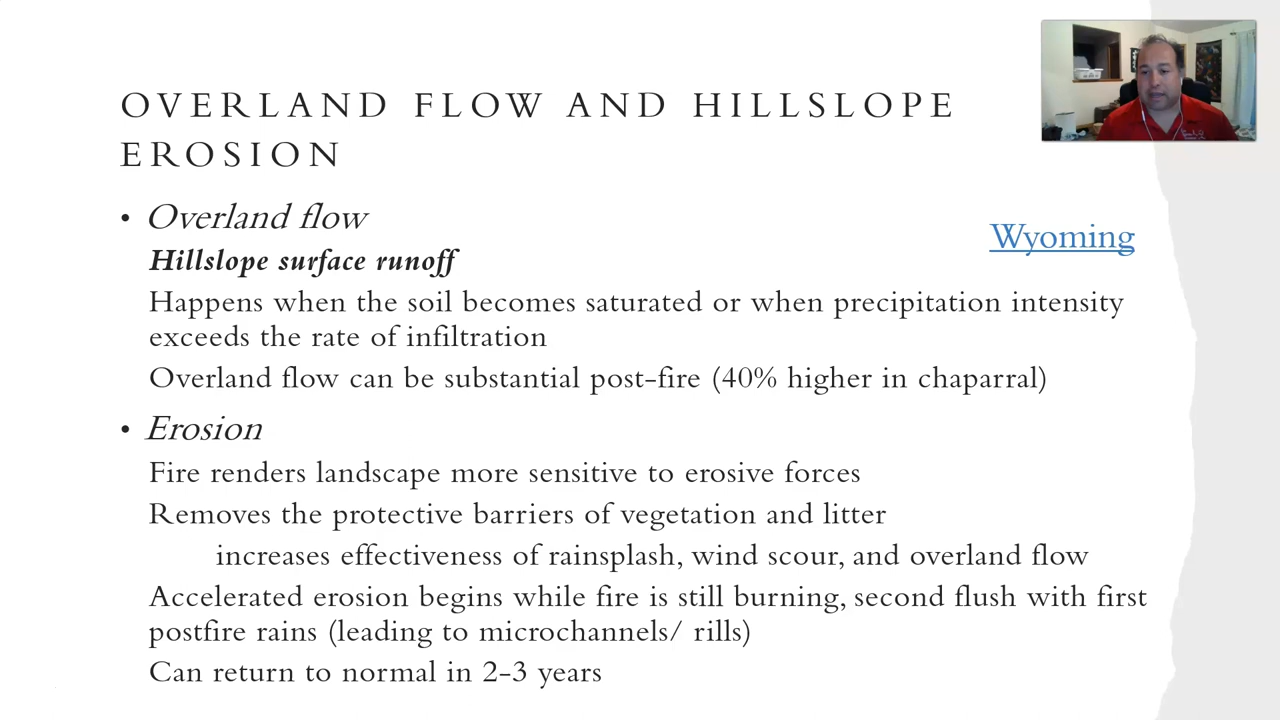 OVERLAND FLOW AND HILLSLOPE
EROSION
• Overland flow
Wyoming
Hillslope surface runoff
Happens when the soil becomes saturated or when precipitation intensity
exceeds the rate of infiltration
Overland flow can be substantial post-fire (40% higher in chaparral)
• Erosion
Fire renders landscape more sensitive to erosive forces
Removes the protective barriers of vegetation and litter
increases effectiveness of rainsplash, wind scour, and overland flow
Accelerated erosion begins while fire is still burning, second flush with first
postfire rains (leading to microchannels/ rills)
Can return to normal in 2-3 years